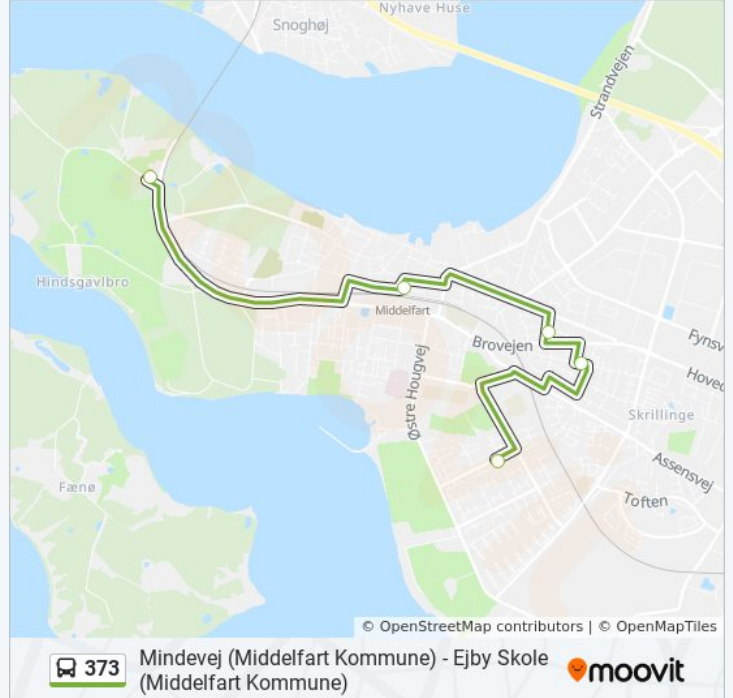 Nyhave Huse
Snoghøj
Strandvejen
Hindsgavlbro
Middelfart
Brovejen
Fynsv
Hoved
Østre Hougvej
Skrillinge
Assensvej
Fænø
Toften
© OpenStreetMap contributors | © OpenMapTiles
373
Mindevej (Middelfart Kommune) - Ejby Skole
(Middelfart Kommune)
moovit